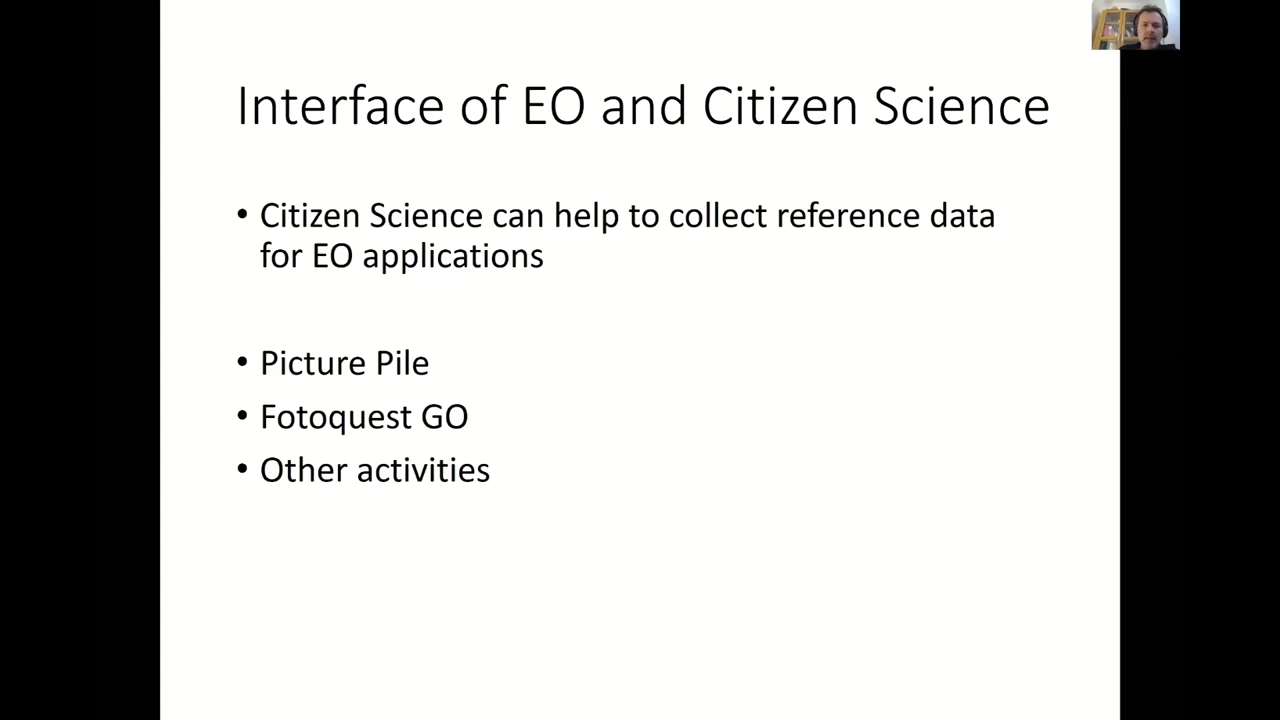 Interface of EO and Citizen Science
• Citizen Science can help to collect reference data
for EO applications
• Picture Pile
• Fotoquest GO
• Other activities